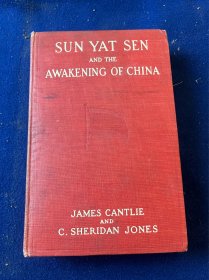 SUN YAT SEN
AND THE
AWAKENING OF CHINA
JAMES CANTLIE
AND
C. SHERIDAN JONES